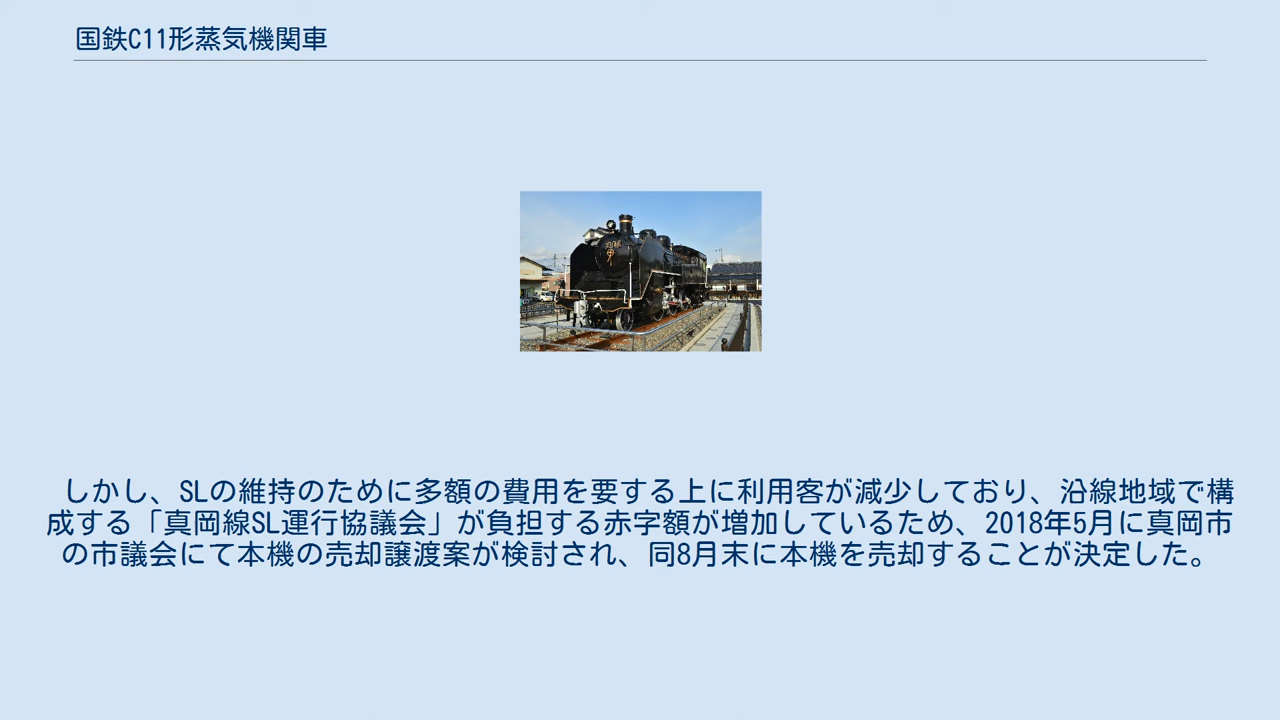 国鉄C11形蒸気機関車
しかし、SLの維持のために多額の費用を要する上に利用客が減少しており、沿線地域で構
成する「真岡線SL運行協議会」が負担する赤字額が増加しているため、2018年5月に真岡市
の市議会にて本機の売却譲渡案が検討され、同8月末に本機を売却することが決定した。